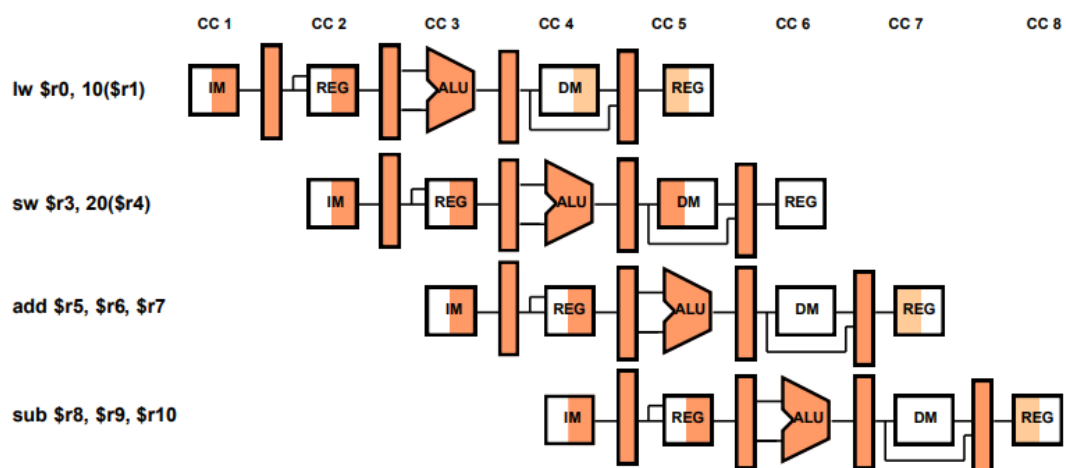 CC 1 CC 2 CC 3 CC 4 CC 5 CC 6 CC 7 CC 8
lw $r0, 10($r1) IM REG ALU DM REG
sw $r3, 20($r4) IM REG ALU DM REG
add $r5, $r6, $r7 IM REG ALU DM REG
sub $r8, $r9, $r10 IM REG ALU DM REG